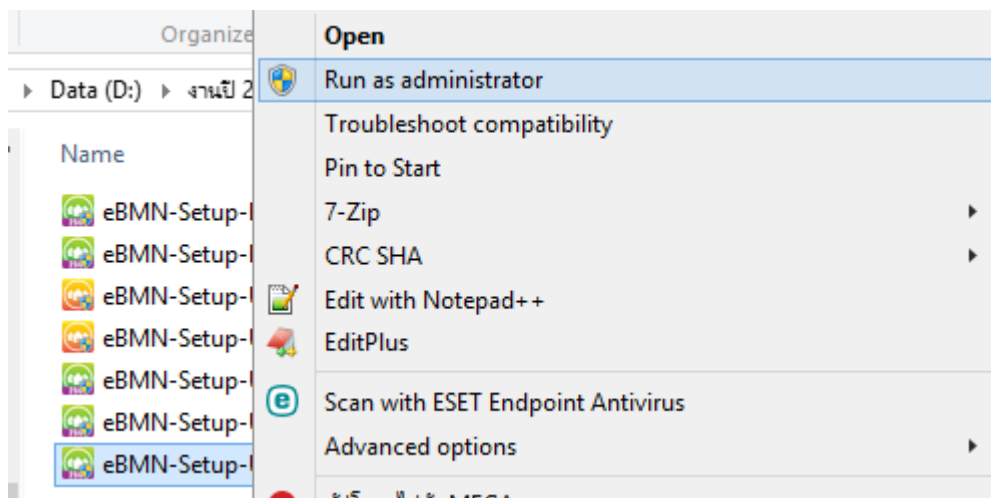 Organize
Data (D:) งานปี 2
Name
eBMN-Setup-
eBMN-Setup-
eBMN-Setup-
eBMN-Setup-
eBMN-Setup-
eBMN-Setup-
eBMN-Setup-
Open
Run as administrator
Troubleshoot compatibility
Pin to Start
7-Zip
CRC SHA
Edit with Notepad++
EditPlus
Scan with ESET Endpoint Antivirus
Advanced options